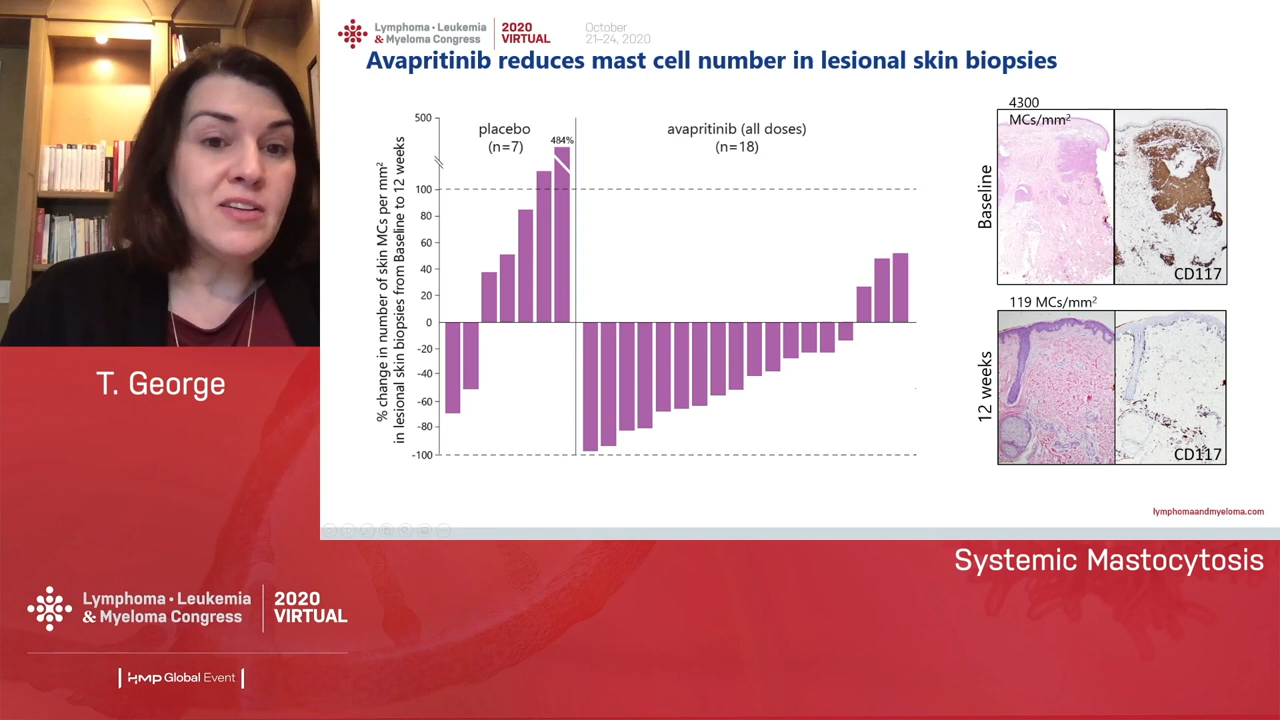 Lymphoma • Leukemia
& Myeloma Congress
2020
VIRTUAL
October
21–24, 2020
Avapritinib reduces mast cell number in lesional skin biopsies
% change in number of skin MCs per mm²
in lesional skin biopsies from Baseline to 12 weeks
500
100
80
60
40
20
0
-20
-40
-60
-80
-100
placebo
(n=7)
484%
avapritinib (all doses)
(n=18)
4300
MCs/mm²
Baseline
CD117
119 MCs/mm²
12 weeks
CD117
lymphomaandmyeloma.com
T. George
Systemic Mastocytosis
Lymphoma • Leukemia
& Myeloma Congress
2020
VIRTUAL
HMP Global Event